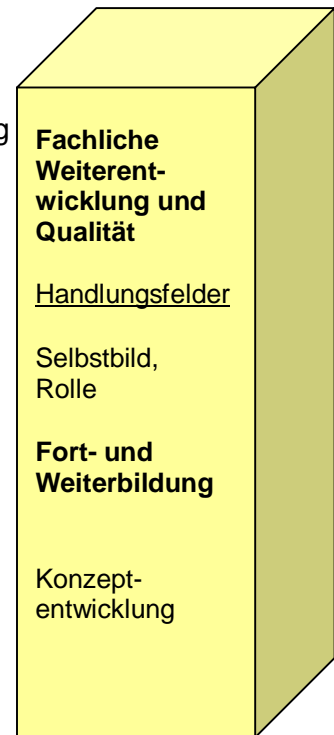 g
Fachliche
Weiterent-
wicklung und
Qualität
Handlungsfelder
Selbstbild,
Rolle
Fort- und
Weiterbildung
Konzept-
entwicklung